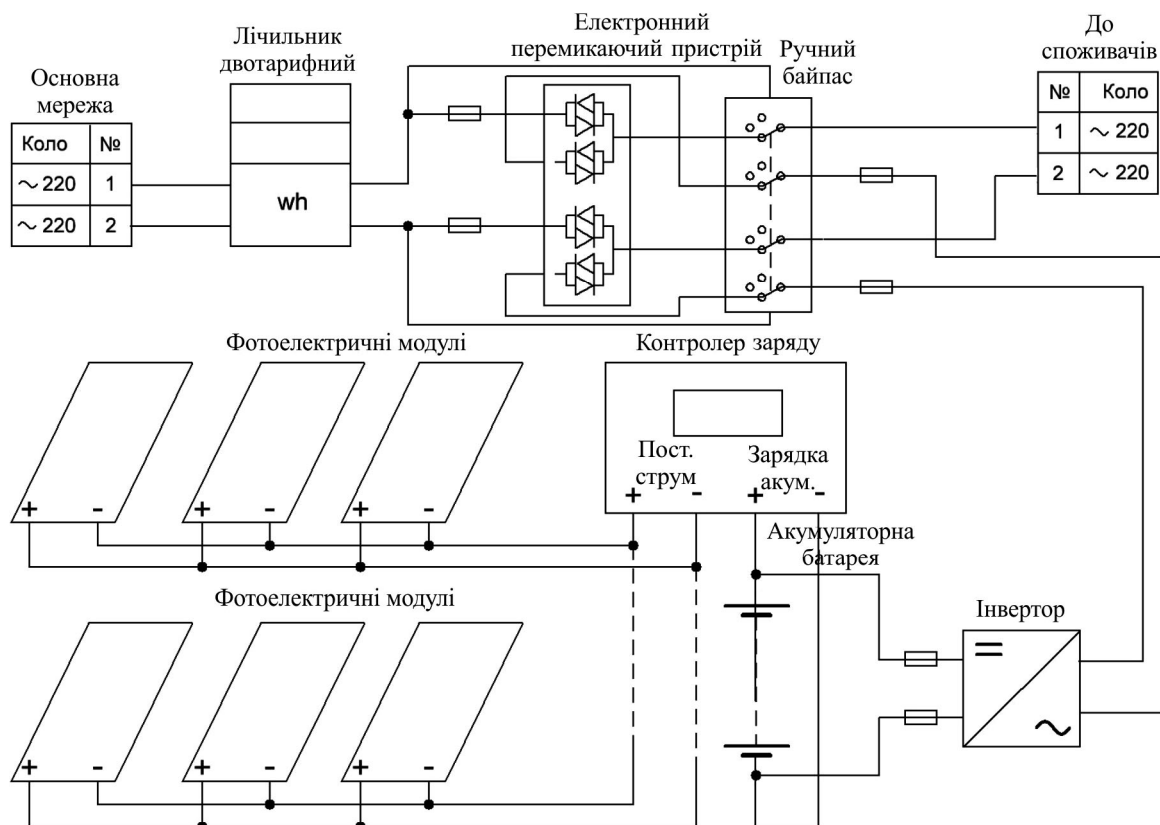 Основна
мережа
Коло №
~ 220 1
~ 220 2
Лічильник
двотарифний
wh
Електронний
перемикаючий пристрій
Ручний
байпас
До
споживачів
№ Коло
1 ~ 220
2 ~ 220
Фотоелектричні модулі
+ - + - + -
Контролер заряду
Пост.
струм
Зарядка
акум.
+ - + -
Акумуляторна
батарея
Фотоелектричні модулі
+ - + - + -
Інвертор